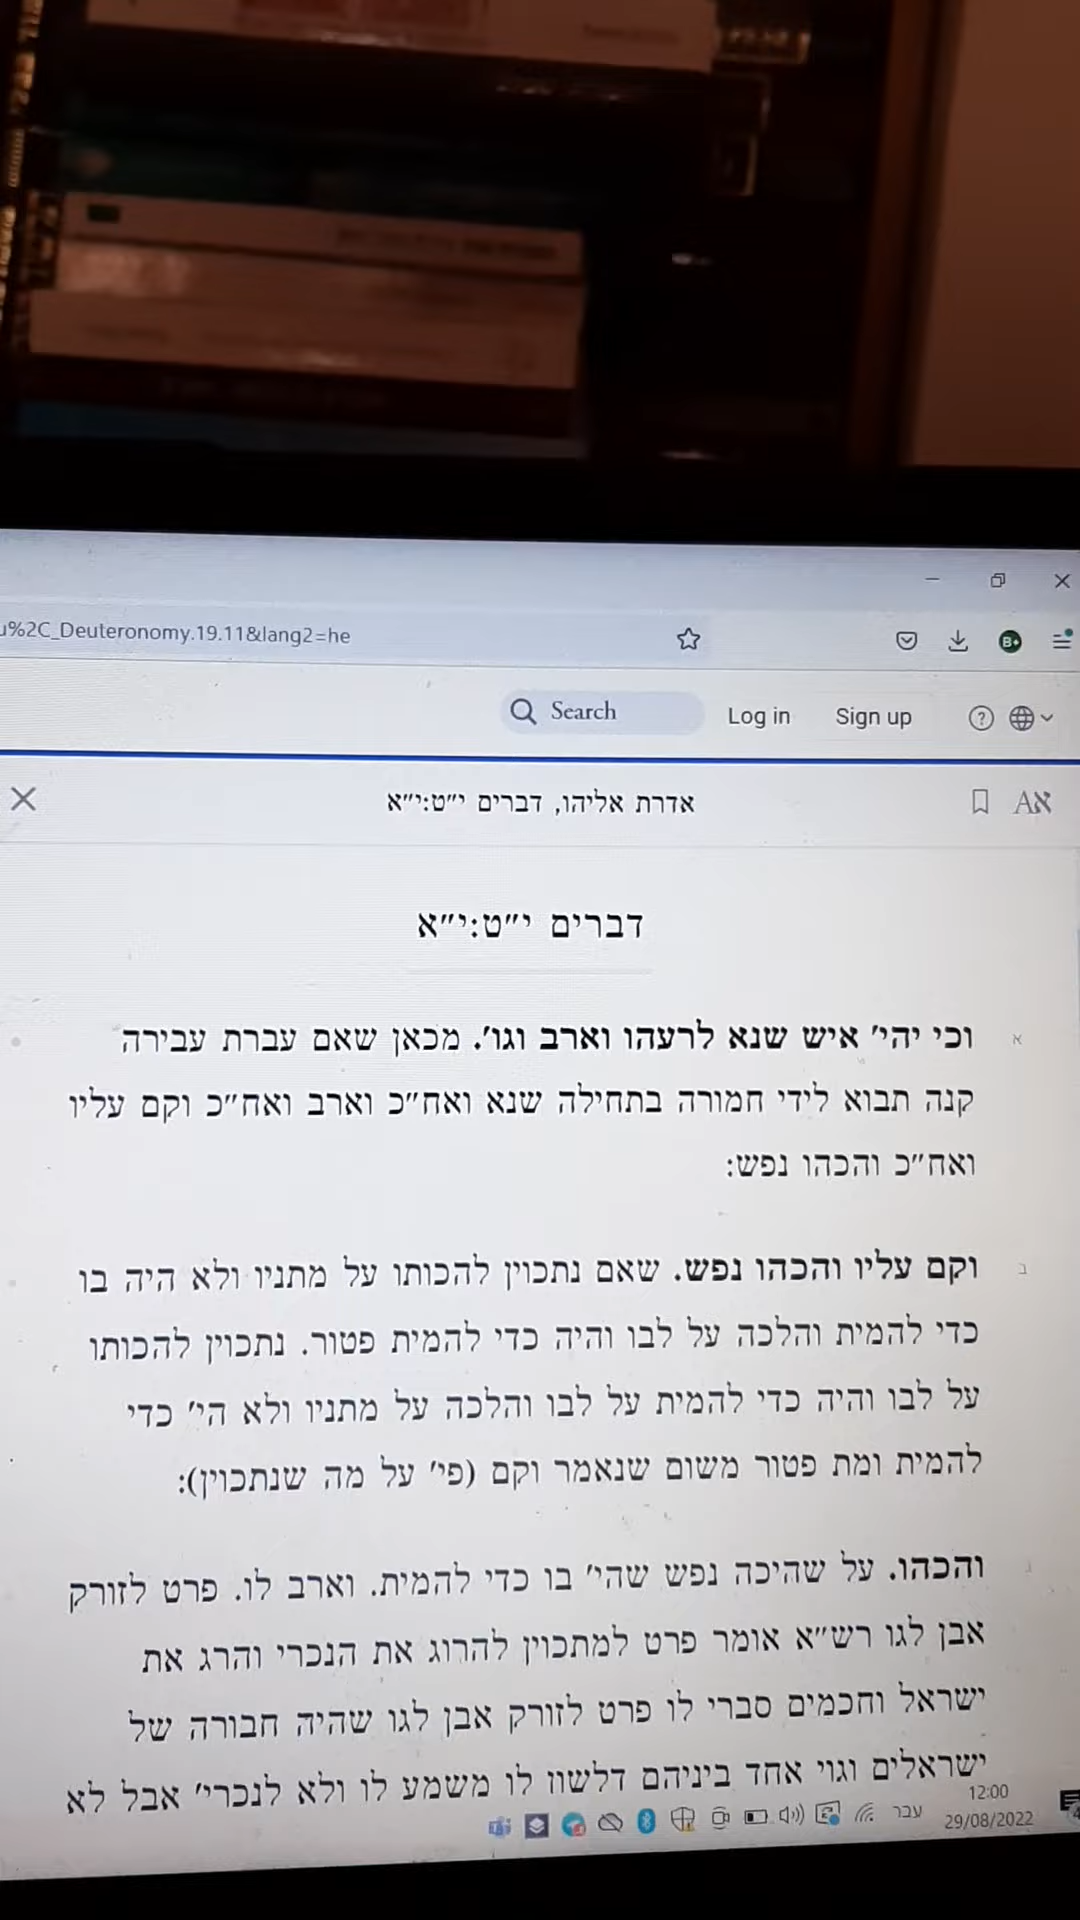 u%2C_Deuteronomy.19.11&lang2=he
Search
Log in
Sign up
אדרת אליהו, דברים י״ט:י״א
Aא
דברים י״ט:י״א
א
וכי יהי׳ איש שנא לרעהו וארב וגו׳. מכאן שאם עברת עבירה
קנה תבוא לידי חמורה בתחילה שנא ואח״כ וארב ואח״כ וקם עליו
ואח״כ והכהו נפש:
ב
וקם עליו והכהו נפש. שאם נתכוין להכותו על מתניו ולא היה בו
כדי להמית והלכה על לבו והיה כדי להמית פטור. נתכוין להכותו
על לבו והיה כדי להמית על לבו והלכה על מתניו ולא הי׳ כדי
להמית ומת פטור משום שנאמר וקם (פי׳ על מה שנתכוין):
והכהו. על שהיכה נפש שהי׳ בו כדי להמית. וארב לו. פרט לזורק
אבן לגו רש״א אומר פרט למתכוין להרוג את הנכרי והרג את
ישראל וחכמים סברי לו פרט לזורק אבן לגו שהיה חבורה של
ישראלים וגוי אחד ביניהם דלשון לו משמע לו ולא לנכרי׳ אבל לא
עבר
12:00
29/08/2022